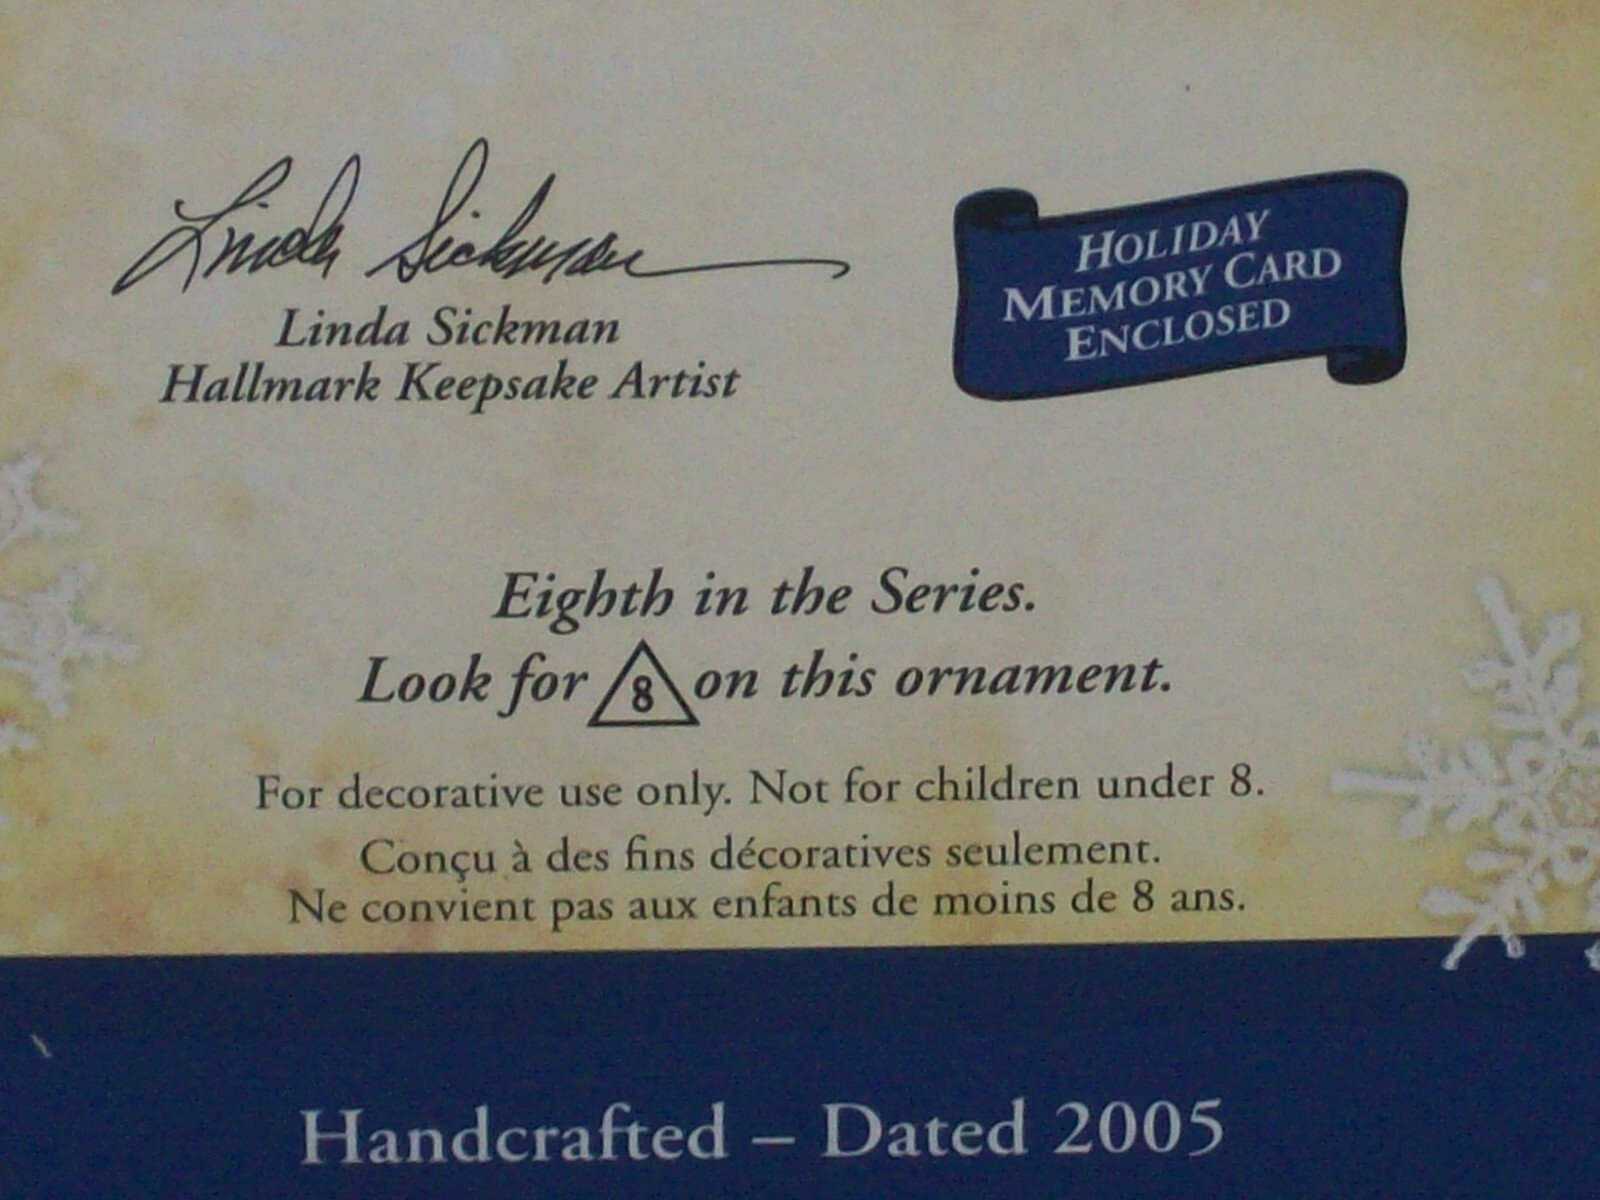 Linda Sickman
Linda Sickman
Hallmark Keepsake Artist
HOLIDAY
MEMORY CARD
ENCLOSED
Eighth in the Series.
Look for 8 on this ornament.
For decorative use only. Not for children under 8.
Conçu à des fins décoratives seulement.
Ne convient pas aux enfants de moins de 8 ans.
Handcrafted – Dated 2005